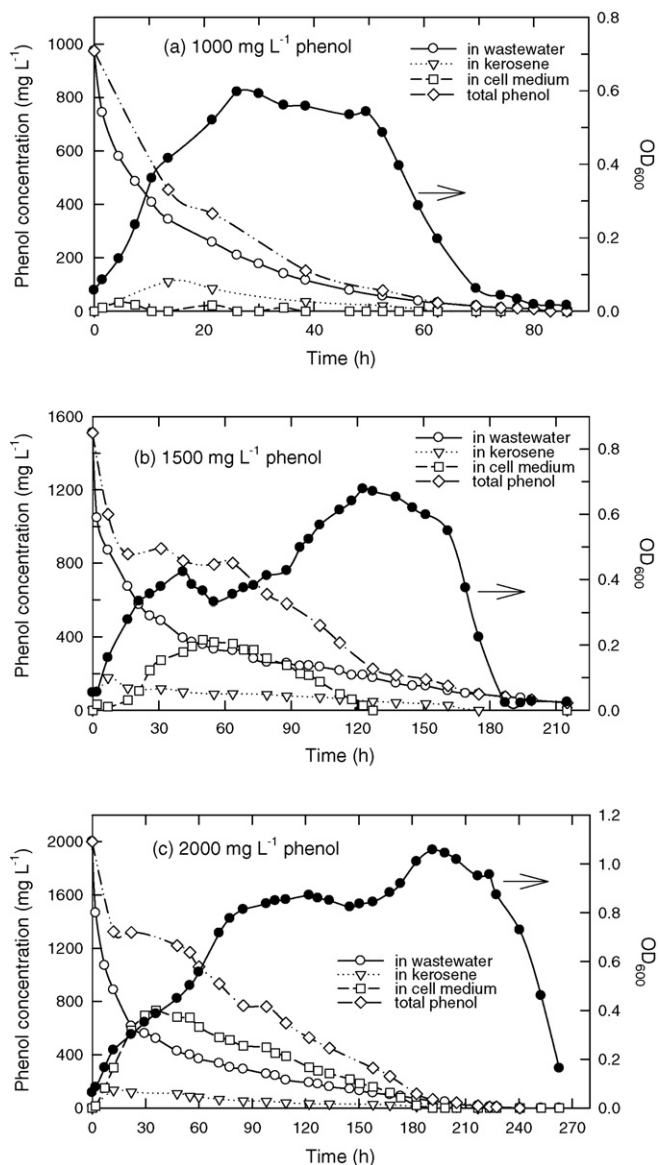 (a) 1000 mg L⁻¹ phenol
in wastewater
in kerosene
in cell medium
total phenol
Phenol concentration (mg L⁻¹)
1000
800
600
400
200
0
0.8
0.6
0.4
0.2
0.0
OD₆₀₀
0 20 40 60 80
Time (h)
(b) 1500 mg L⁻¹ phenol
in wastewater
in kerosene
in cell medium
total phenol
Phenol concentration (mg L⁻¹)
1600
1200
800
400
0
0.8
0.6
0.4
0.2
0.0
OD₆₀₀
0 30 60 90 120 150 180 216
Time (h)
(c) 2000 mg L⁻¹ phenol
in wastewater
in kerosene
in cell medium
total phenol
Phenol concentration (mg L⁻¹)
2000
1600
1200
800
400
0
1.2
1.0
0.8
0.6
0.4
0.2
0.0
OD₆₀₀
0 30 60 90 120 150 180 210 240 270
Time (h)